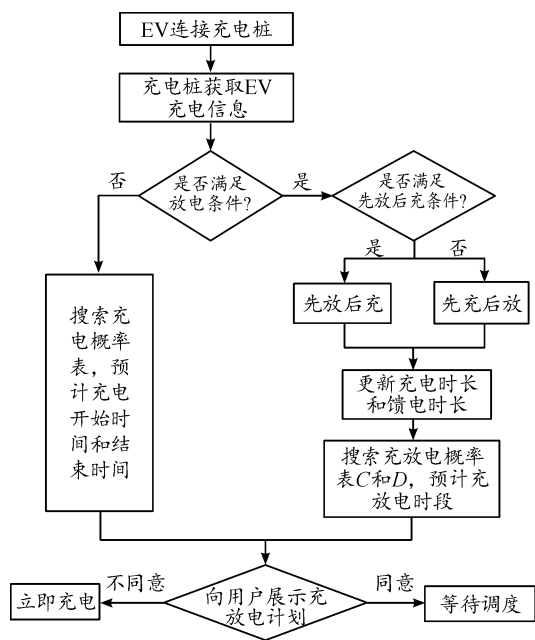 EV连接充电桩
充电桩获取EV
充电信息
是否满足
放电条件?
否
是
是否满足
先放后充条件?
是
否
搜索充
电概率
表，预
计充电
开始时
间和结
束时间
先放后充
先充后放
更新充电时长
和馈电时长
搜索充放电概率
表C和D，预计充
放电时段
不同意
向用户展示充
放电计划
同意
立即充电
等待调度